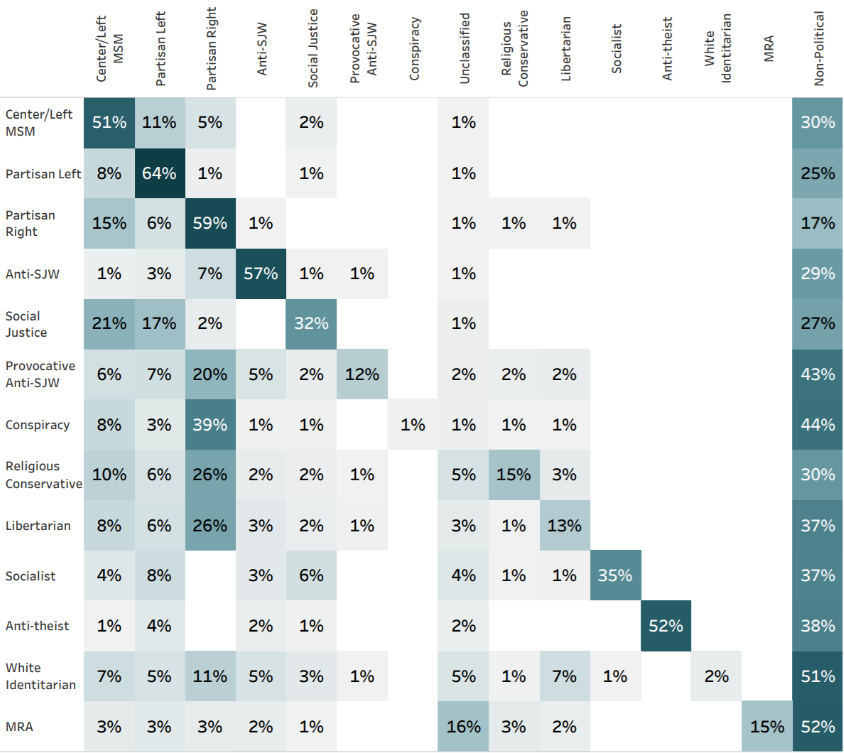 Center/Left
MSM
Partisan Left
Partisan Right
Anti-SJW
Social Justice
Provocative
Anti-SJW
Conspiracy
Unclassified
Religious
Conservative
Libertarian
Socialist
Anti-theist
White
Identitarian
MRA
Non-Political
Center/Left
MSM
51% 11% 5% 2% 1% 30%
Partisan Left 8% 64% 1% 1% 1% 25%
Partisan
Right
15% 6% 59% 1% 1% 1% 1% 17%
Anti-SJW 1% 3% 7% 57% 1% 1% 1% 29%
Social
Justice
21% 17% 2% 32% 1% 27%
Provocative
Anti-SJW
6% 7% 20% 5% 2% 12% 2% 2% 2% 43%
Conspiracy 8% 3% 39% 1% 1% 1% 1% 1% 1% 44%
Religious
Conservative
10% 6% 26% 2% 2% 1% 5% 15% 3% 30%
Libertarian 8% 6% 26% 3% 2% 1% 3% 1% 13% 37%
Socialist 4% 8% 3% 6% 4% 1% 1% 35% 37%
Anti-theist 1% 4% 2% 1% 2% 52% 38%
White
Identitarian
7% 5% 11% 5% 3% 1% 5% 1% 7% 1% 2% 51%
MRA 3% 3% 3% 2% 1% 16% 3% 2% 15% 52%